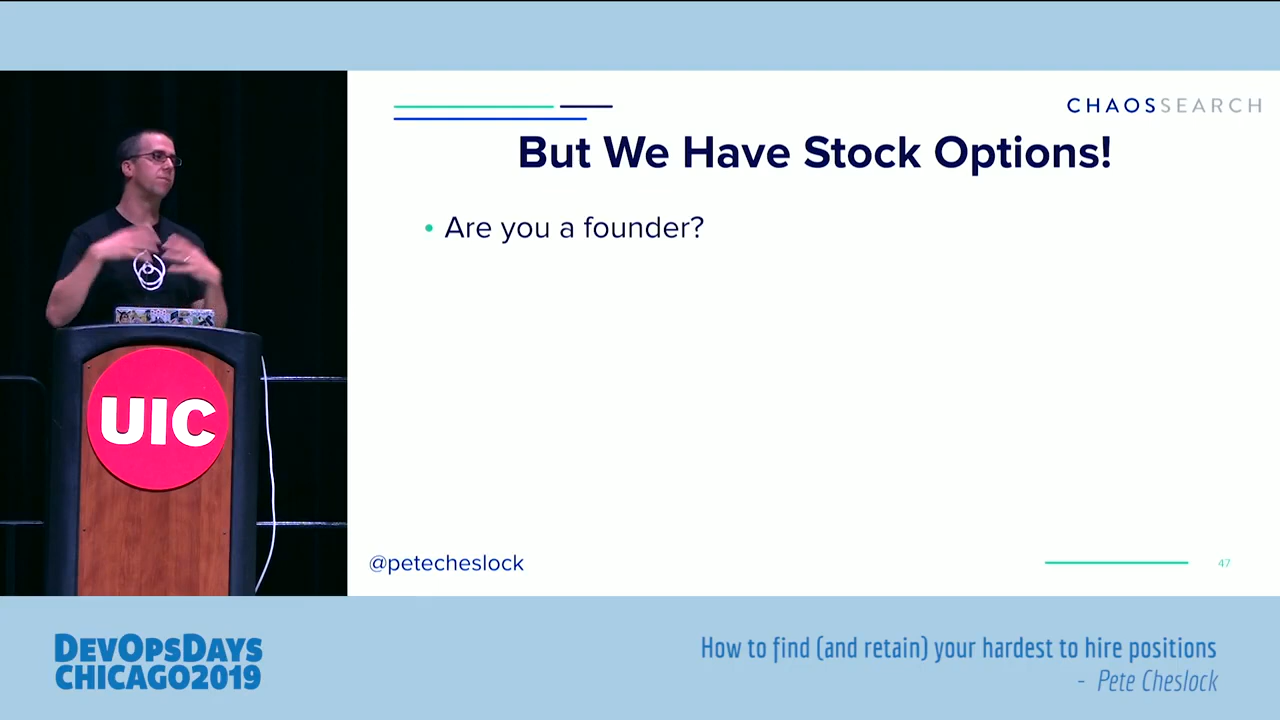 CHAOSSEARCH
But We Have Stock Options!
• Are you a founder?
UIC
@petecheslock
47
DEVOPSDAYS
CHICAGO2019
How to find (and retain) your hardest to hire positions
- Pete Cheslock